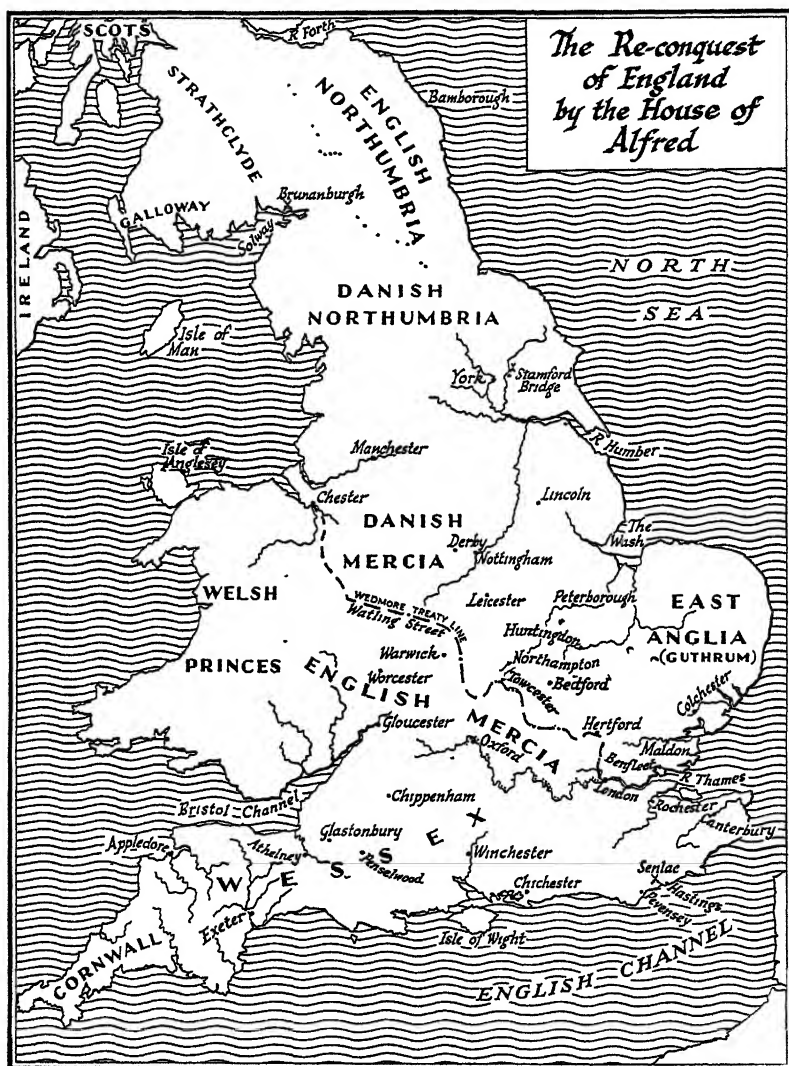 The Re-conquest
of England
by the House of
Alfred
SCOTS
R Forth
STRATHCLYDE
ENGLISH
NORTHUMBRIA
Bamborough
Brunanburgh
GALLOWAY
Solway
IRELAND
NORTH
SEA
DANISH
NORTHUMBRIA
Isle of
Man
York
Stamford
Bridge
R Humber
Isle of
Anglesey
Manchester
Chester
Lincoln
DANISH
MERCIA
Derby
Nottingham
The
Wash
WEDMORE TREATY LINE
Watling Street
Leicester
Peterborough
EAST
ANGLIA
(GUTHRUM)
WELSH
PRINCES
Huntingdon
Warwick
Northampton
Worcester
Towcester
Bedford
ENGLISH
MERCIA
Colchester
Gloucester
Hertford
Oxford
Maldon
Benfleet
R Thames
London
Rochester
Bristol Channel
Chippenham
Canterbury
Appledore
Athelney
Glastonbury
Penselwood
Winchester
Senlac
Hastings
Pevensey
WESSEX
Chichester
Exeter
Isle of Wight
CORNWALL
ENGLISH CHANNEL